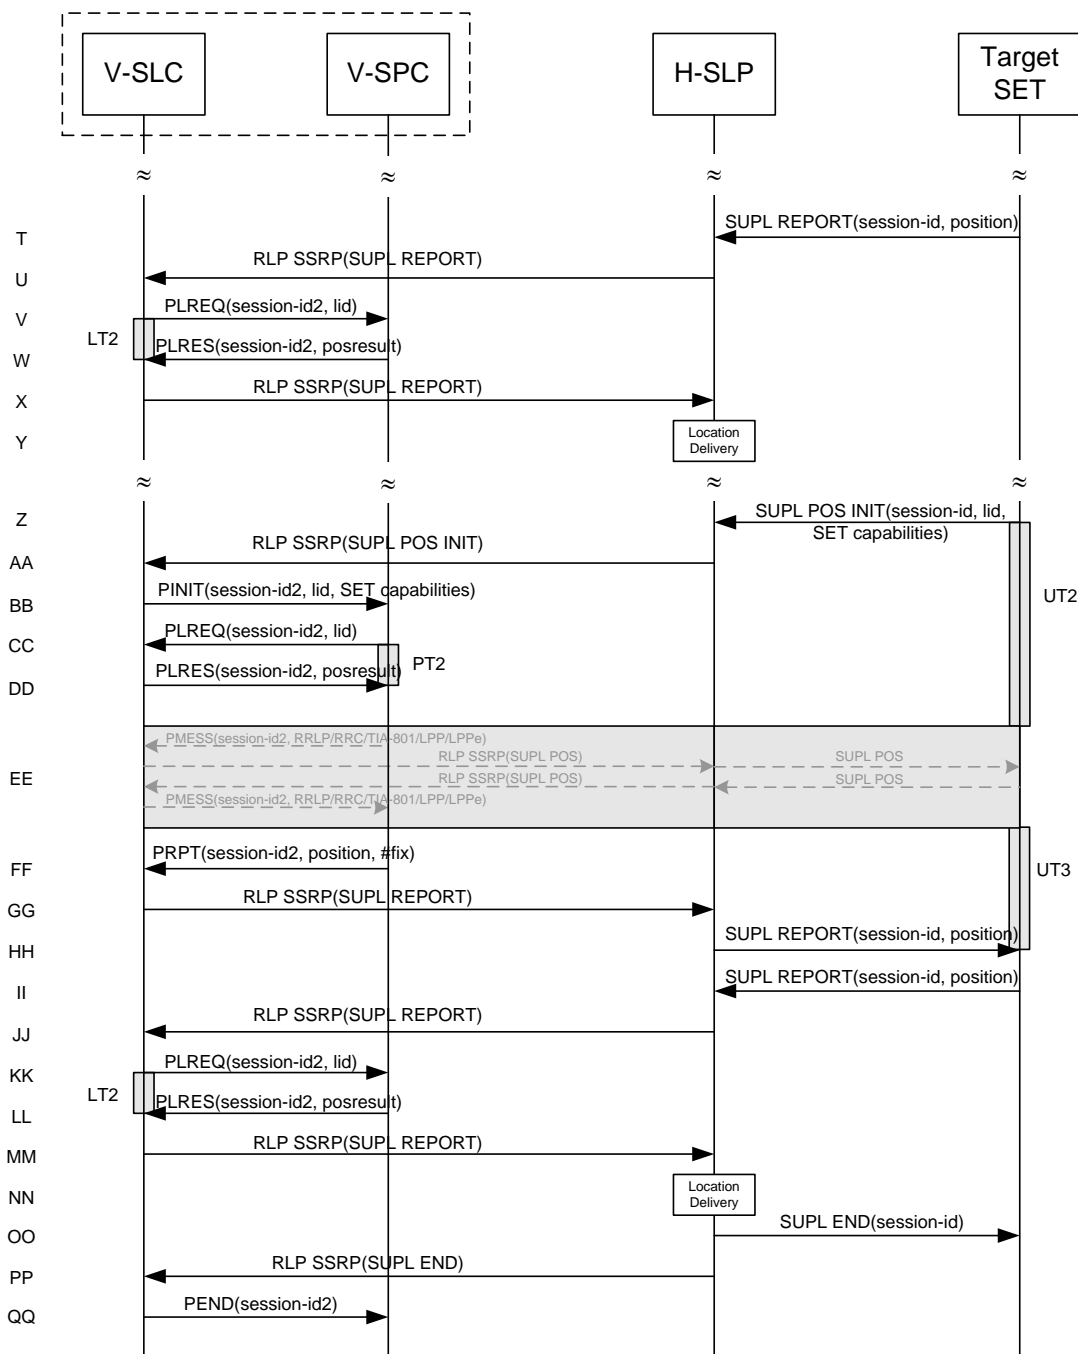 V-SLC
V-SPC
H-SLP
Target
SET
≈ ≈ ≈ ≈
T
SUPL REPORT(session-id, position)
U
RLP SSRP(SUPL REPORT)
V
PLREQ(session-id2, lid)
LT2
W
PLRES(session-id2, posresult)
X
RLP SSRP(SUPL REPORT)
Y
Location
Delivery
≈ ≈ ≈ ≈
Z
SUPL POS INIT(session-id, lid,
SET capabilities)
AA
RLP SSRP(SUPL POS INIT)
BB
PINIT(session-id2, lid, SET capabilities)
UT2
CC
PLREQ(session-id2, lid)
PT2
DD
PLRES(session-id2, posresult)
PMESS(session-id2, RRLP/RRC/TIA-801/LPP/LPPe)
RLP SSRP(SUPL POS)
SUPL POS
EE
RLP SSRP(SUPL POS)
SUPL POS
PMESS(session-id2, RRLP/RRC/TIA-801/LPP/LPPe)
FF
PRPT(session-id2, position, #fix)
UT3
GG
RLP SSRP(SUPL REPORT)
HH
SUPL REPORT(session-id, position)
II
SUPL REPORT(session-id, position)
JJ
RLP SSRP(SUPL REPORT)
KK
PLREQ(session-id2, lid)
LT2
LL
PLRES(session-id2, posresult)
MM
RLP SSRP(SUPL REPORT)
NN
Location
Delivery
OO
SUPL END(session-id)
PP
RLP SSRP(SUPL END)
QQ
PEND(session-id2)